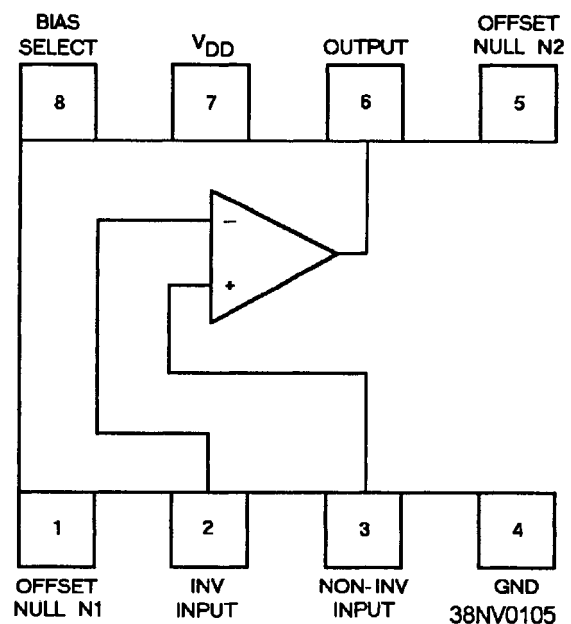 BIAS
SELECT
VDD
OUTPUT
OFFSET
NULL N2
8
7
6
5
−
+
1
2
3
4
OFFSET
NULL N1
INV
INPUT
NON-INV
INPUT
GND
38NV0105